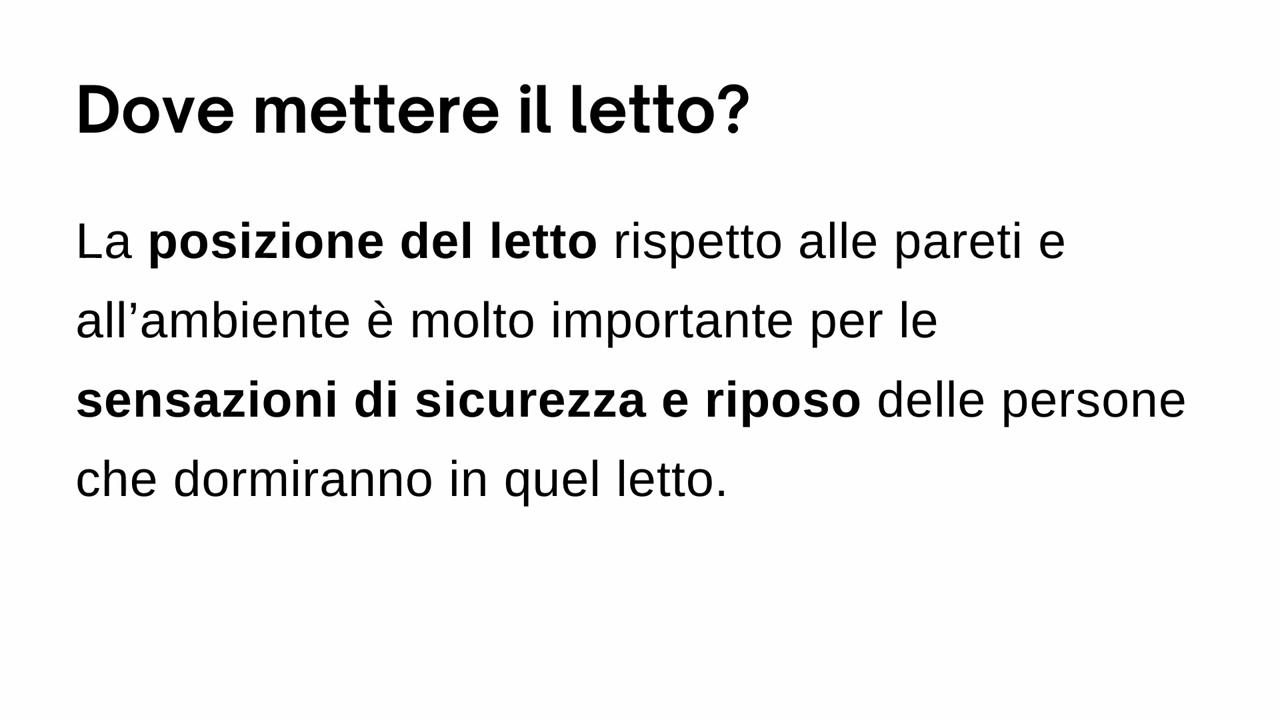 Dove mettere il letto?
La posizione del letto rispetto alle pareti e
all’ambiente è molto importante per le
sensazioni di sicurezza e riposo delle persone
che dormiranno in quel letto.